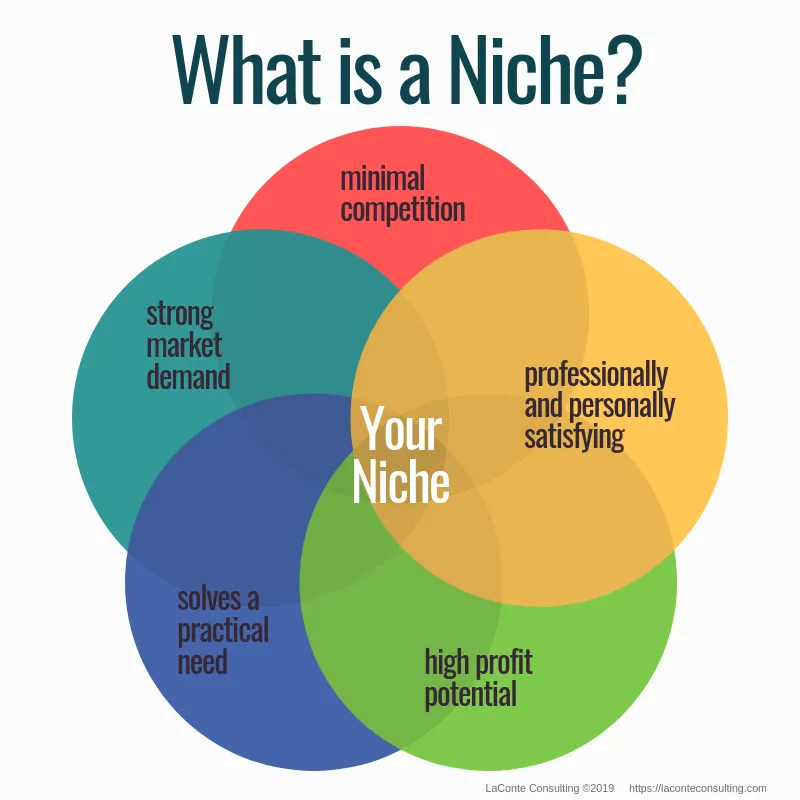 What is a Niche?
minimal
competition
strong
market
demand
professionally
and personally
satisfying
Your
Niche
solves a
practical
need
high profit
potential
LaConte Consulting ©2019 https://laconteconsulting.com